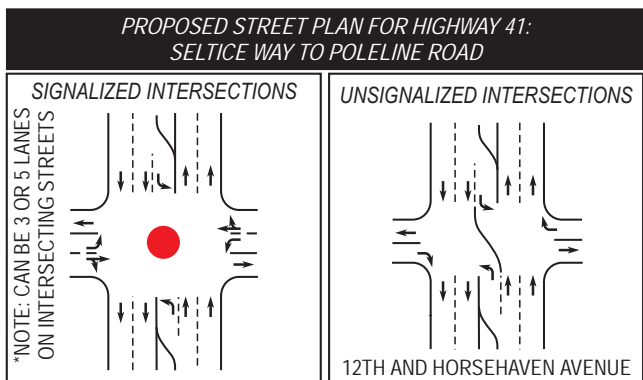 PROPOSED STREET PLAN FOR HIGHWAY 41:
SELTICE WAY TO POLELINE ROAD
SIGNALIZED INTERSECTIONS
*NOTE: CAN BE 3 OR 5 LANES
ON INTERSECTING STREETS
UNSIGNALIZED INTERSECTIONS
12TH AND HORSEHAVEN AVENUE